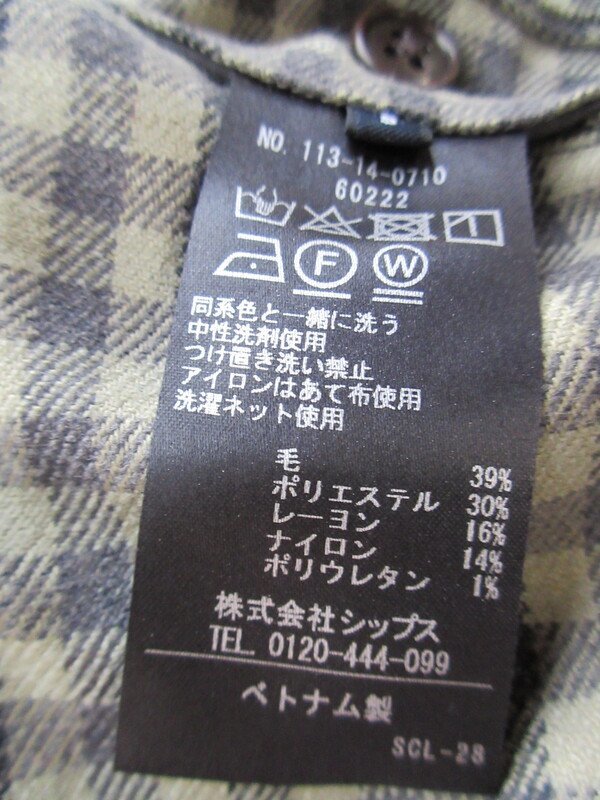 NO. 113-14-0710
60222
F
W
同系色と一緒に洗う
中性洗剤使用
つけ置き洗い禁止
アイロンはあて布使用
洗濯ネット使用
毛 39%
ポリエステル 30%
レーヨン 16%
ナイロン 14%
ポリウレタン 1%
株式会社シップス
TEL. 0120-444-099
ベトナム製
SCL-28